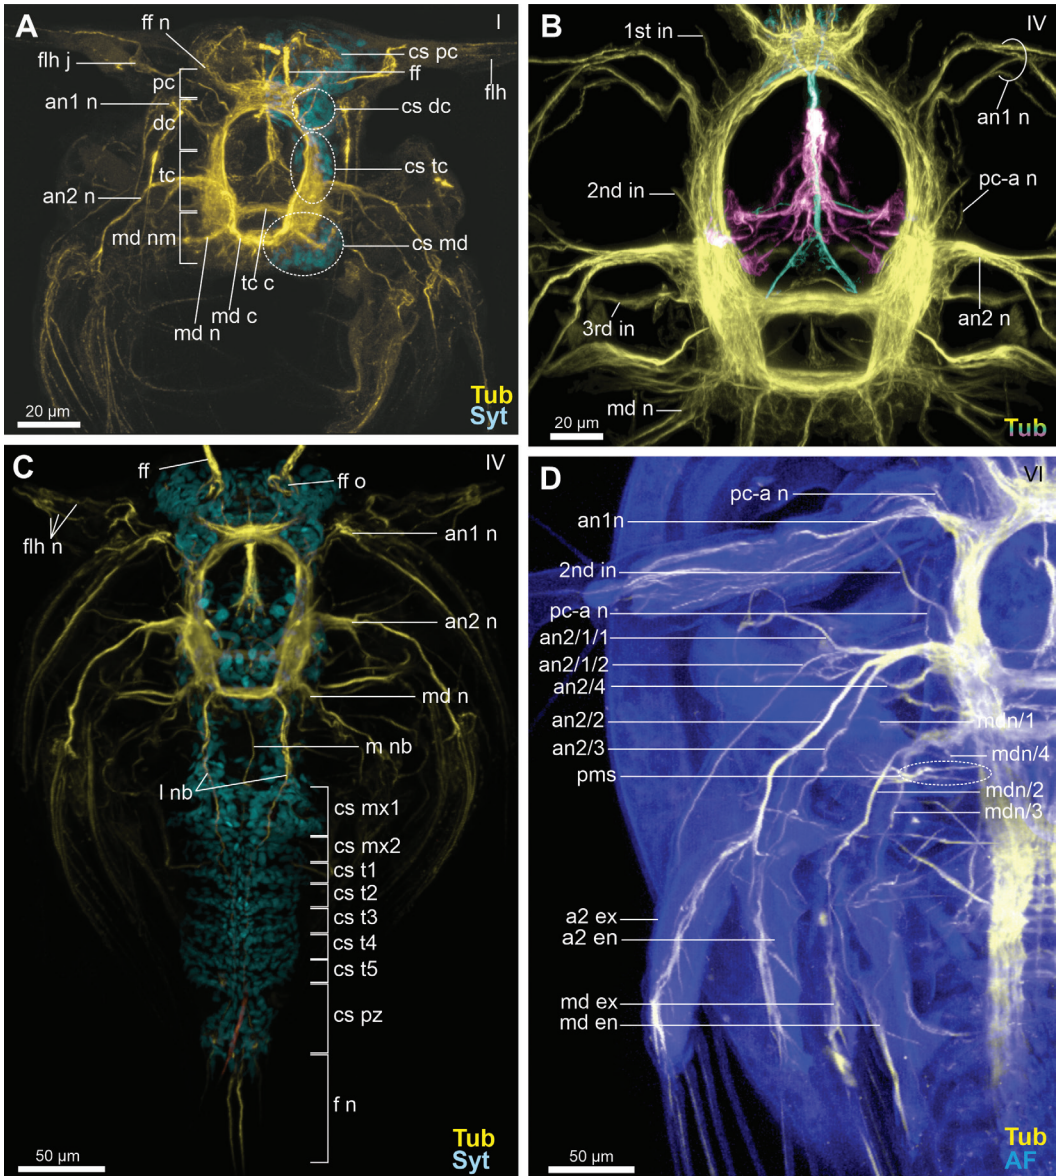 A
I
ff n
flh j
pc
an1 n
dc
tc
an2 n
md nm
md n
md c
tc c
cs pc
ff
flh
cs dc
cs tc
cs md
20 µm
Tub
Syt
B
IV
1st in
an1 n
2nd in
pc-a n
3rd in
an2 n
md n
20 µm
Tub
C
IV
ff
ff o
flh n
an1 n
an2 n
md n
m nb
l nb
cs mx1
cs mx2
cs t1
cs t2
cs t3
cs t4
cs t5
cs pz
f n
50 µm
Tub
Syt
D
VI
pc-a n
an1n
2nd in
pc-a n
an2/1/1
an2/1/2
an2/4
an2/2
mdn/1
an2/3
mdn/4
pms
mdn/2
mdn/3
a2 ex
a2 en
md ex
md en
50 µm
Tub
AF